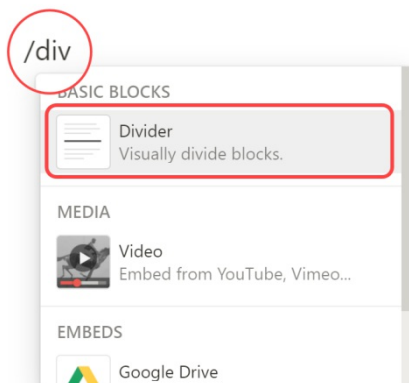 /div
BASIC BLOCKS
Divider
Visually divide blocks.
MEDIA
Video
Embed from YouTube, Vimeo...
EMBEDS
Google Drive